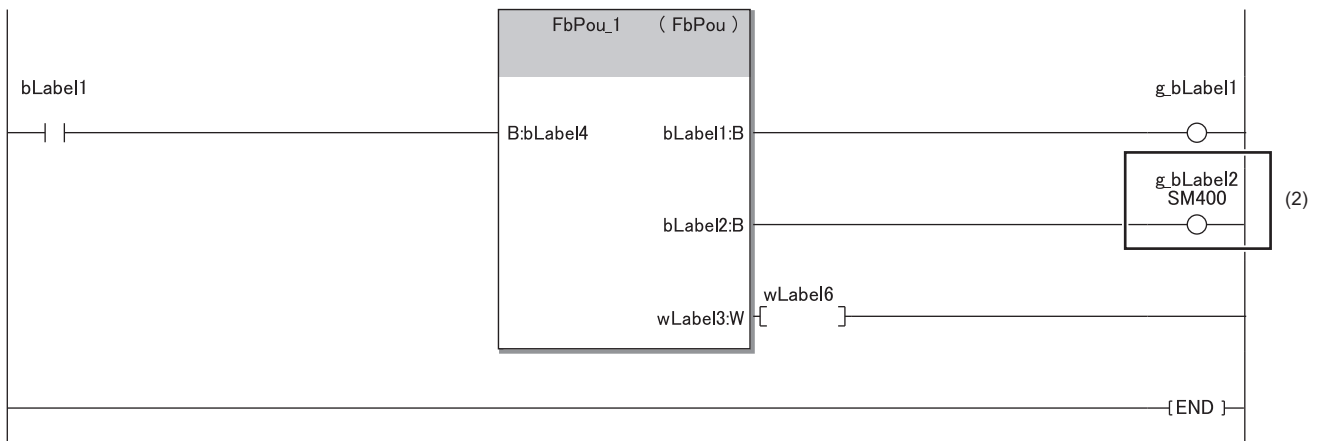 FbPou_1 ( FbPou )
bLabel1
g_bLabel1
B:bLabel4 bLabel1:B
g_bLabel2
SM400
(2)
bLabel2:B
wLabel6
wLabel3:W
END